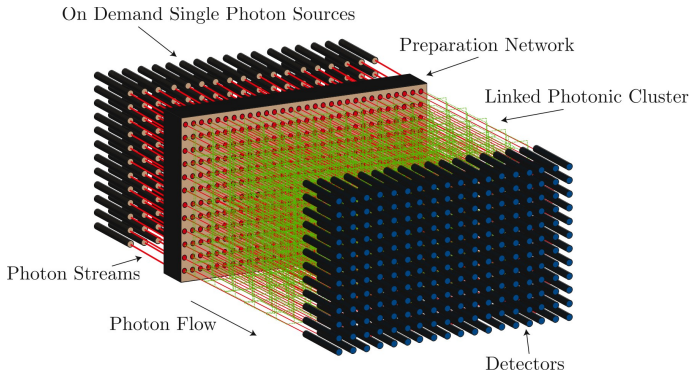 On Demand Single Photon Sources
Preparation Network
Linked Photonic Cluster
Photon Streams
Photon Flow
Detectors